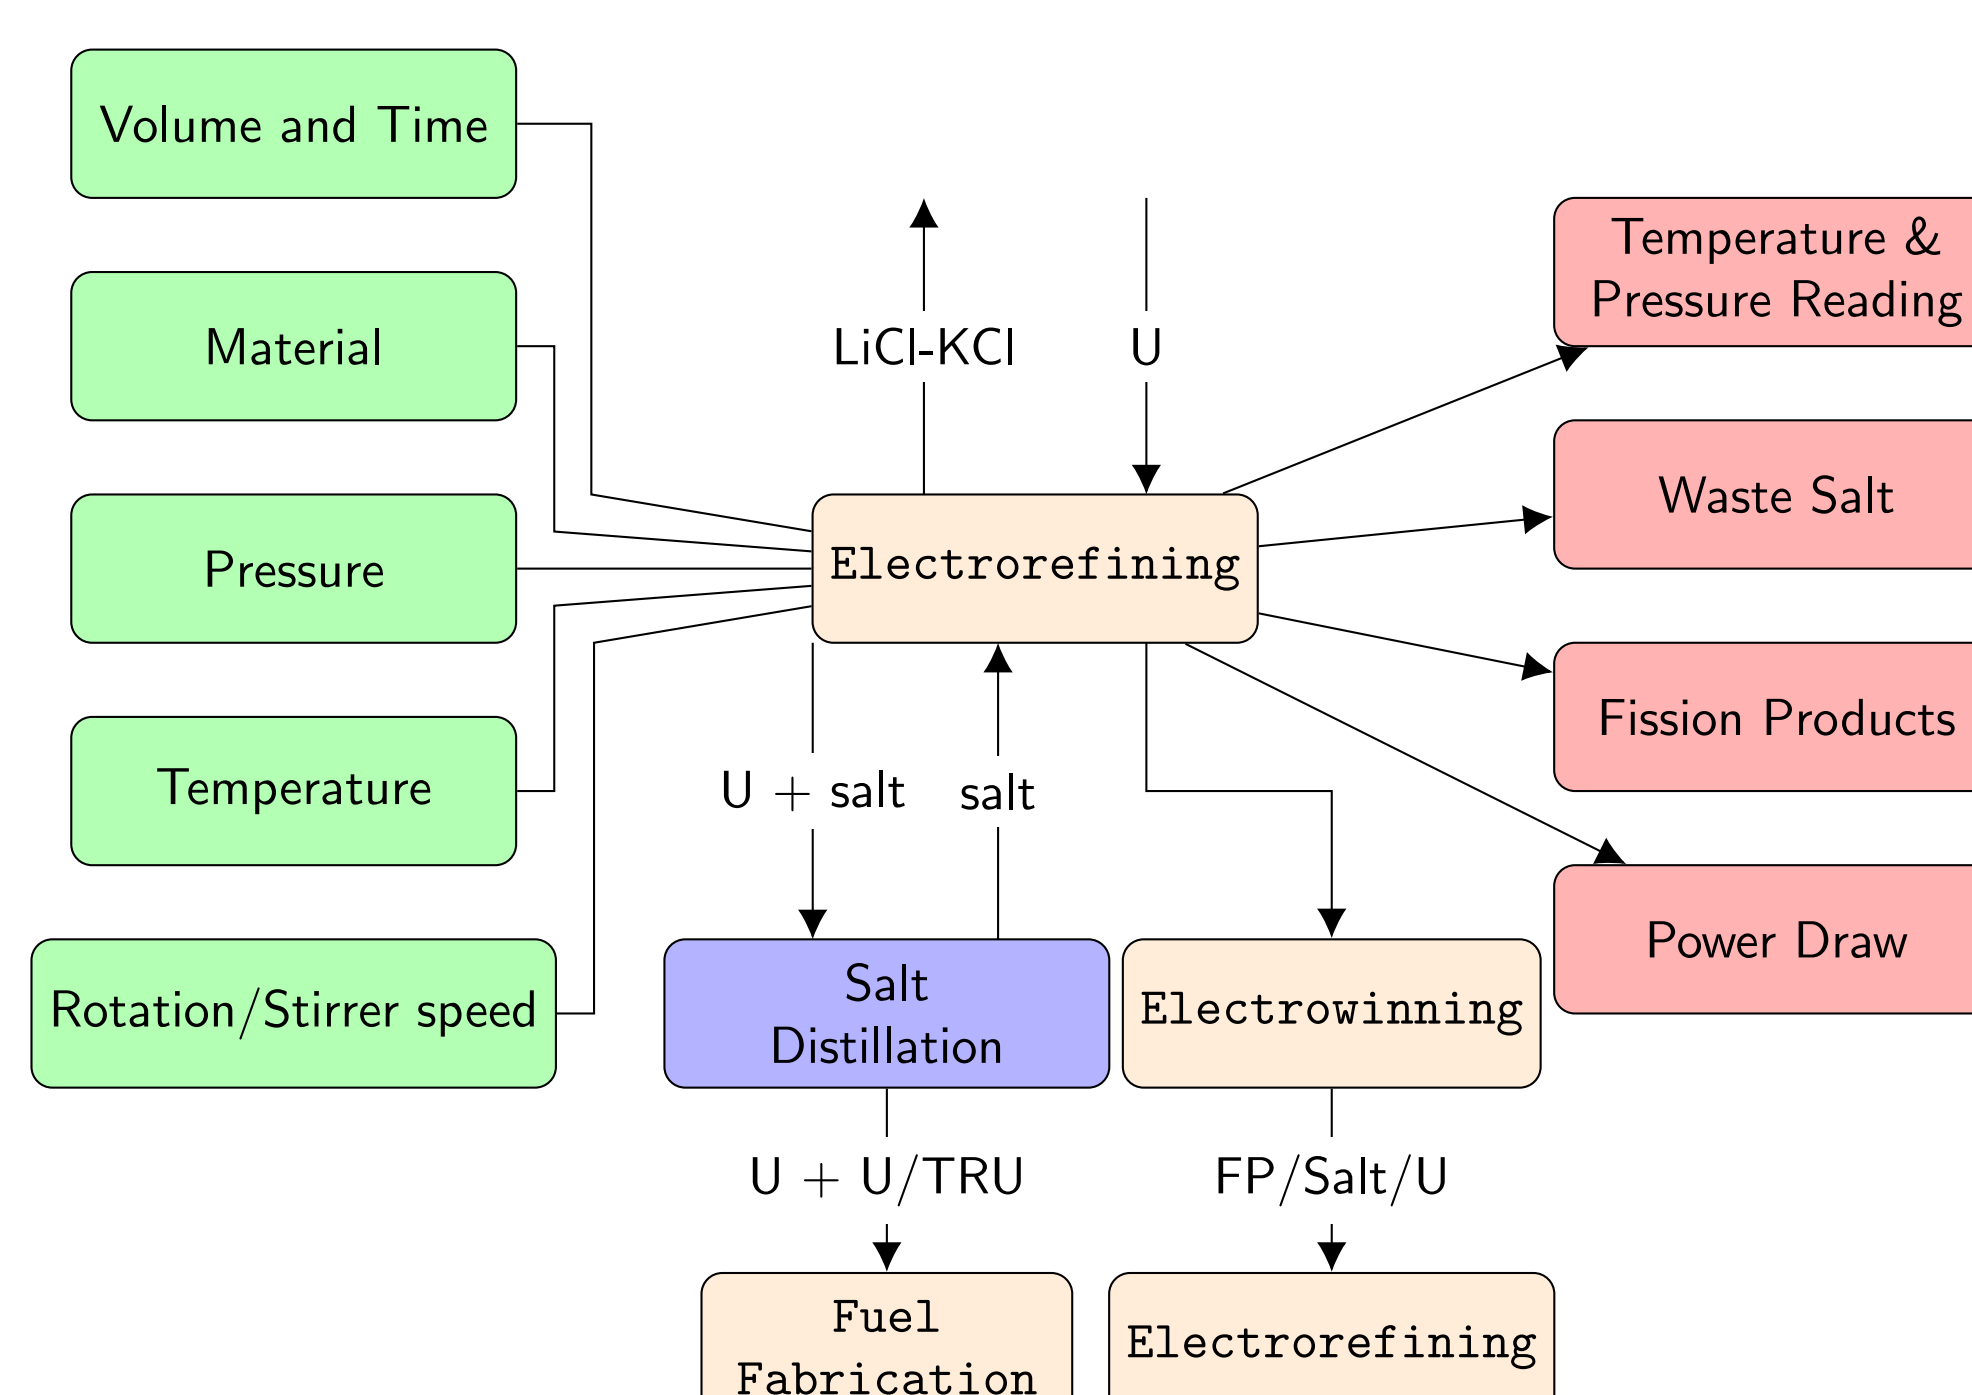 Volume and Time
Material
Pressure
Temperature
Rotation/Stirrer speed
LiCl-KCl
U
Electrorefining
U + salt
salt
Salt
Distillation
Electrowinning
U + U/TRU
FP/Salt/U
Fuel
Fabrication
Electrorefining
Temperature &
Pressure Reading
Waste Salt
Fission Products
Power Draw